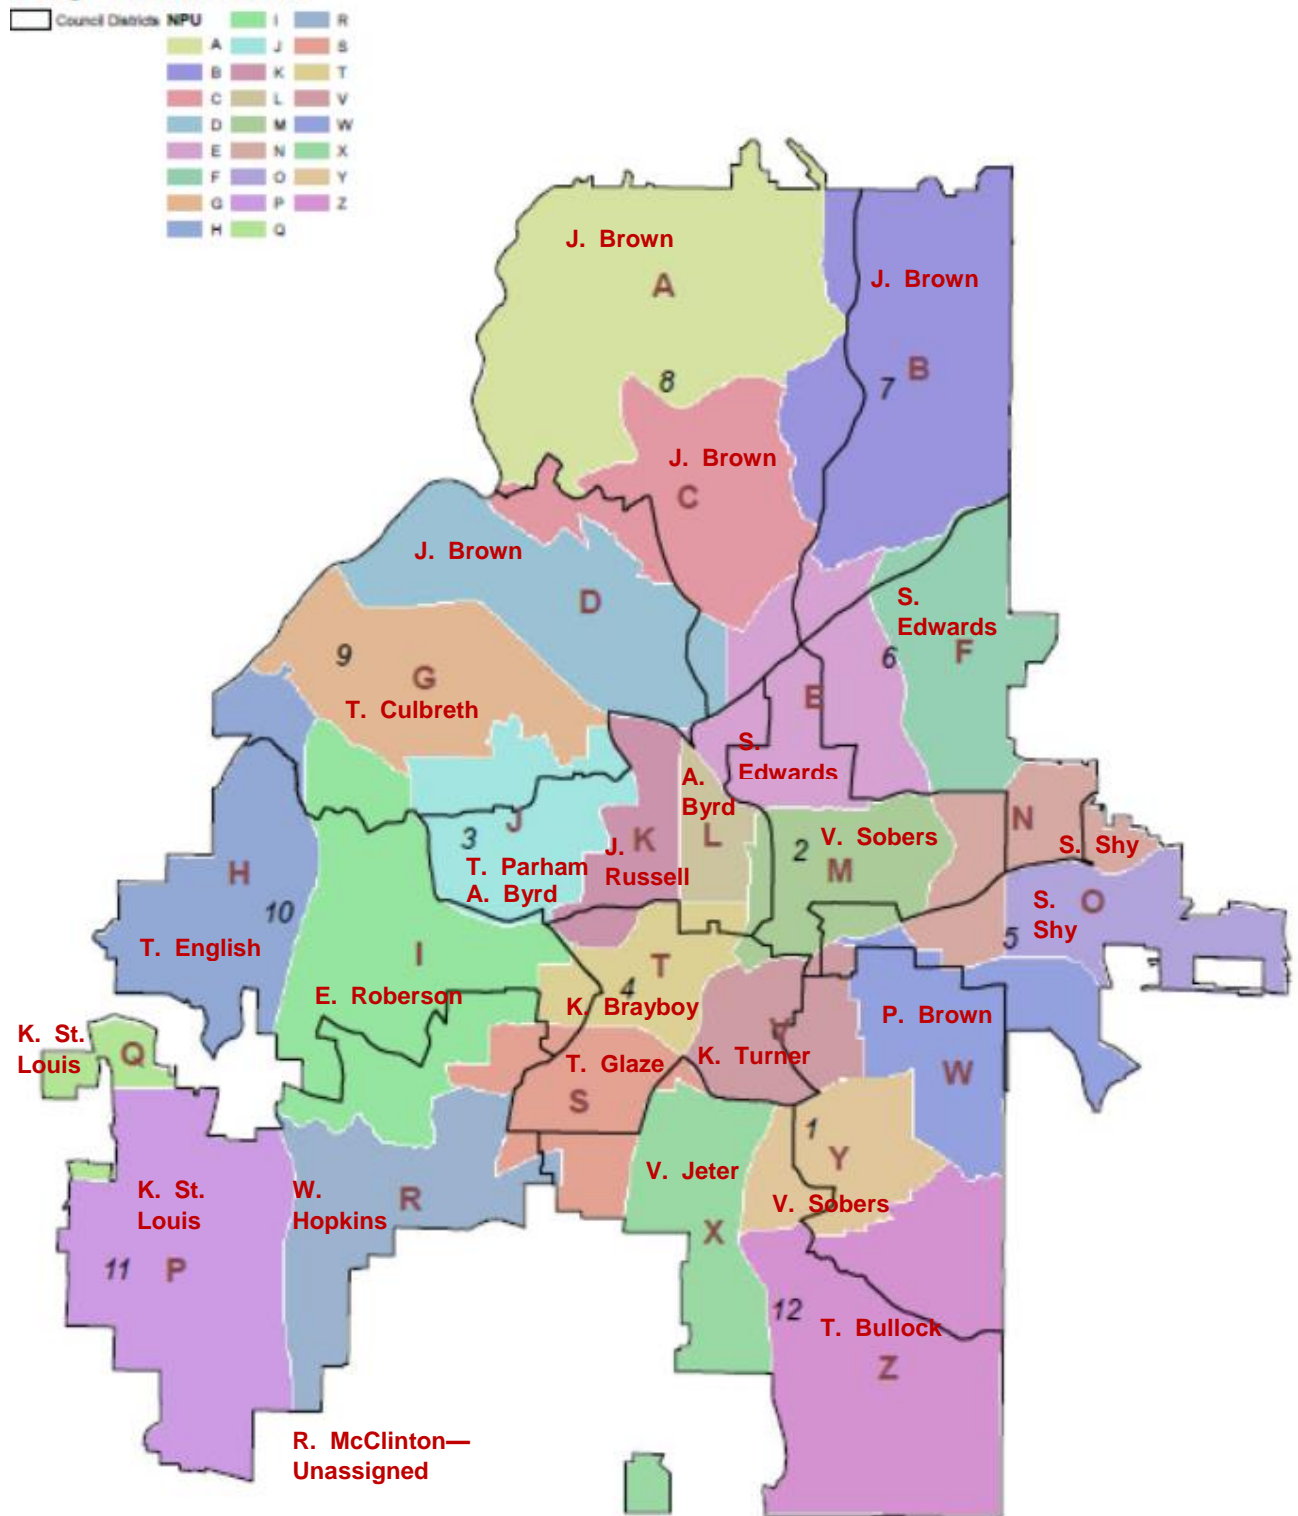 Council Districts NPU I R
A J S
B K T
C L V
D M W
E N X
F O Y
G P Z
H Q
J. Brown
A
J. Brown
B
8
7
J. Brown
C
J. Brown
D
S.
Edwards
F
9
G
6
E
T. Culbreth
S.
Edwards
A.
Byrd
3
J
K
L
2
V. Sobers
M
N
S. Shy
T. Parham
A. Byrd
J.
Russell
H
10
T. English
I
E. Roberson
S.
Shy
O
5
T
4
K. Brayboy
V
K. Turner
P. Brown
W
K. St.
Louis
Q
T. Glaze
S
1
Y
V. Sobers
K. St.
Louis
W.
Hopkins
R
V. Jeter
X
11
P
12
T. Bullock
Z
R. McClinton—
Unassigned